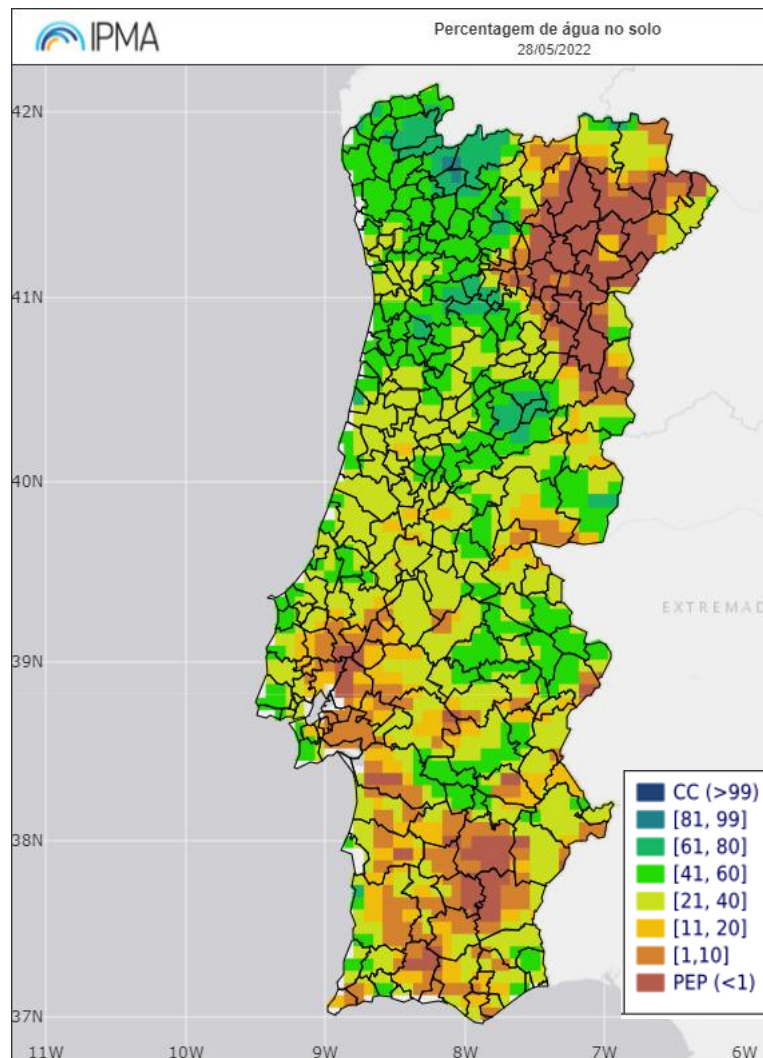 IPMA
Percentagem de água no solo
28/05/2022
42N
41N
40N
EXTREMAD
39N
38N
CC (>99)
[81, 99]
[61, 80]
[41, 60]
[21, 40]
[11, 20]
[1,10]
PEP (<1)
37N
11W
10W
9W
8W
7W
6W